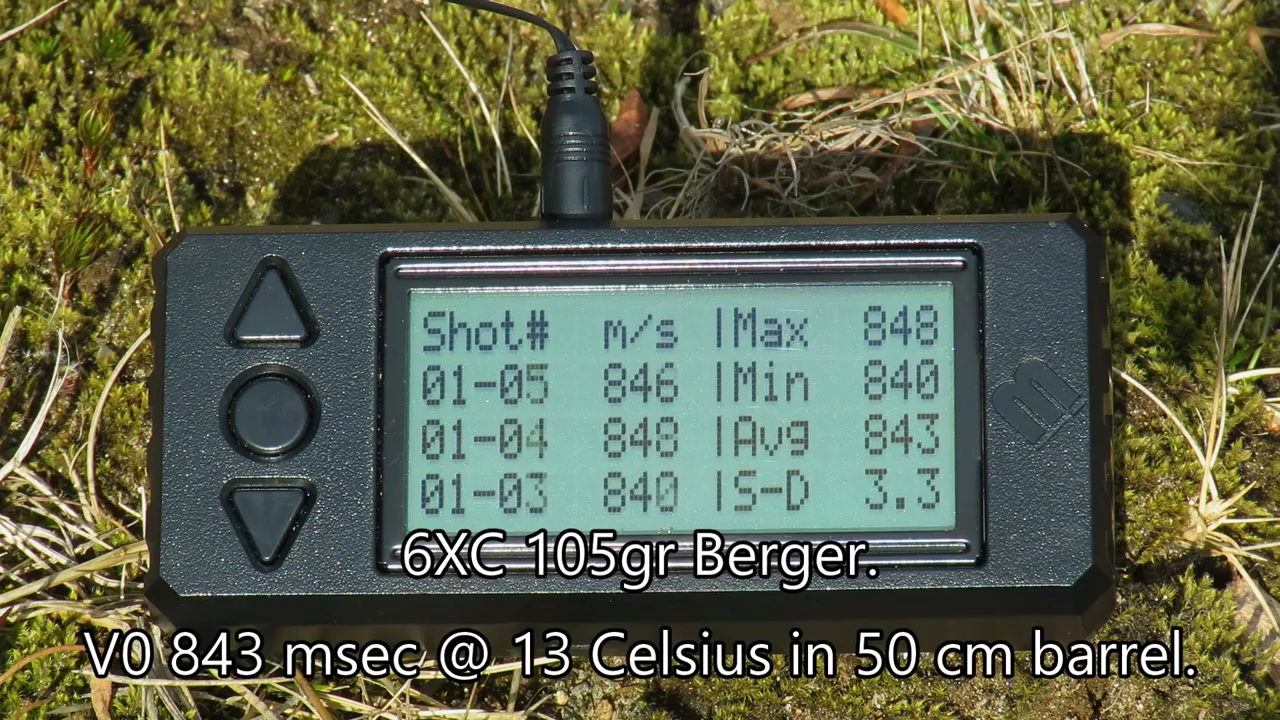 Shot# m/s |Max 848
01-05 846 |Min 840
01-04 848 |Avg 843
01-03 840 |S-D 3.3
m
6XC 105gr Berger.
V0 843 msec @ 13 Celsius in 50 cm barrel.